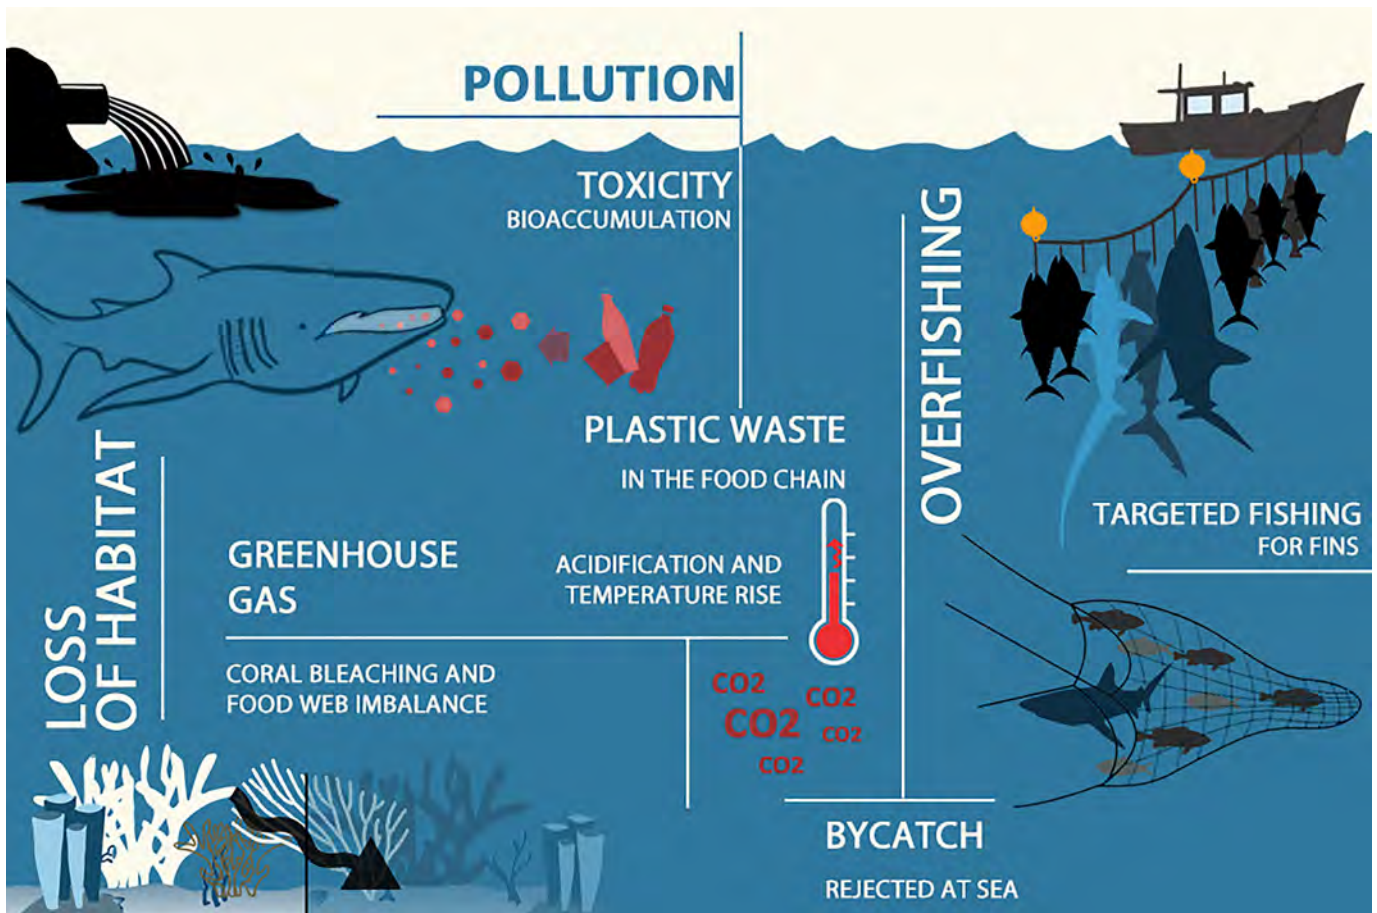 POLLUTION
TOXICITY
BIOACCUMULATION
PLASTIC WASTE
IN THE FOOD CHAIN
OVERFISHING
TARGETED FISHING
FOR FINS
LOSS
OF HABITAT
GREENHOUSE
GAS
ACIDIFICATION AND
TEMPERATURE RISE
CORAL BLEACHING AND
FOOD WEB IMBALANCE
CO2
CO2
CO2
CO2
CO2
BYCATCH
REJECTED AT SEA